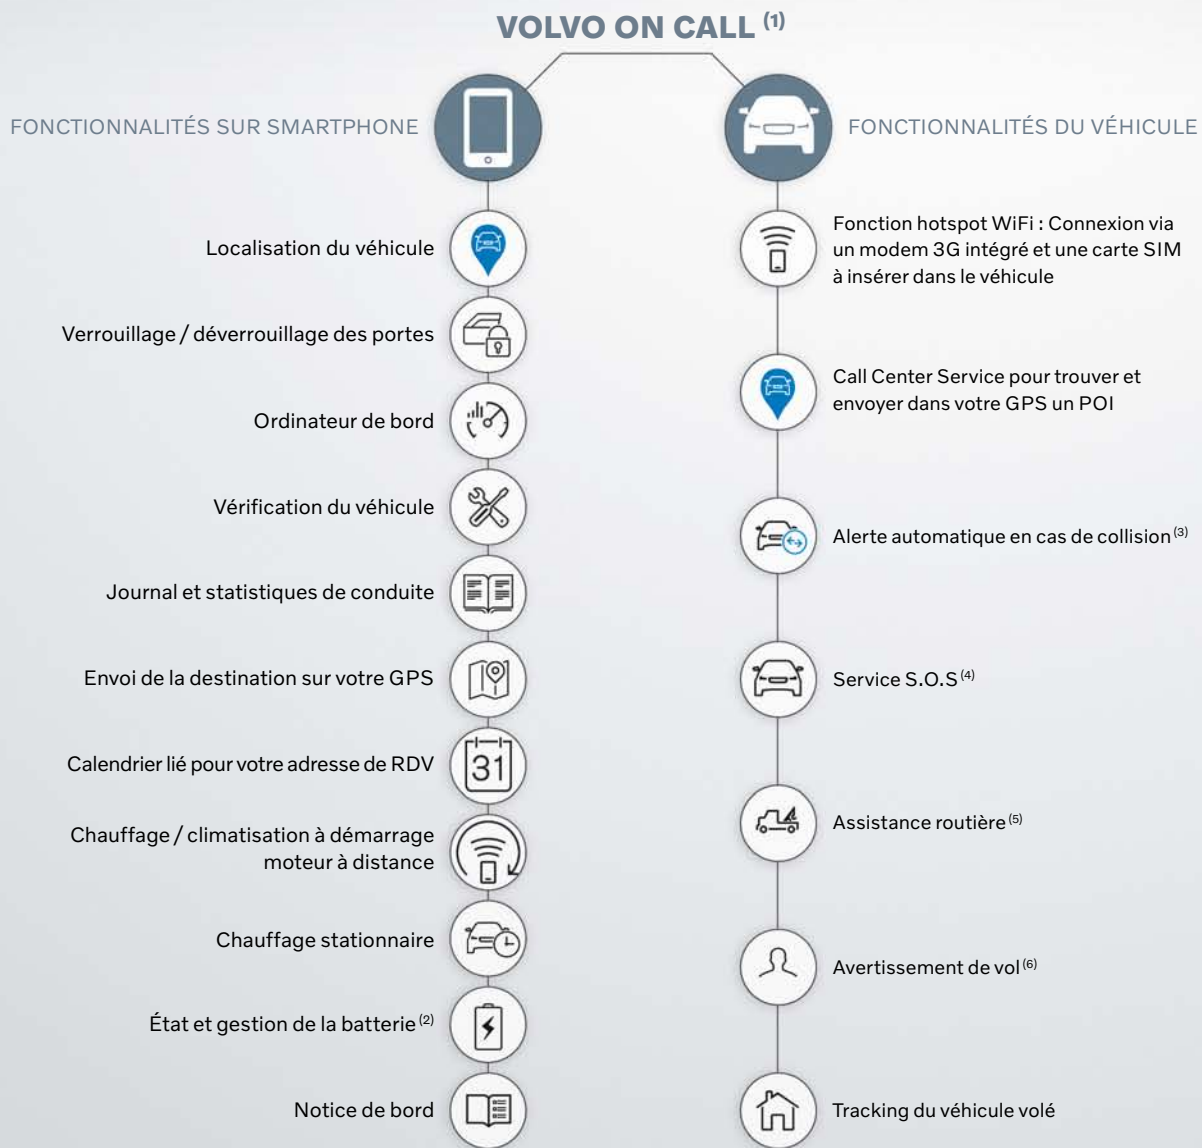 VOLVO ON CALL (1)
FONCTIONNALITÉS SUR SMARTPHONE
Localisation du véhicule
Verrouillage / déverrouillage des portes
Ordinateur de bord
Vérification du véhicule
Journal et statistiques de conduite
Envoi de la destination sur votre GPS
Calendrier lié pour votre adresse de RDV
31
Chauffage / climatisation à démarrage
moteur à distance
Chauffage stationnaire
État et gestion de la batterie (2)
Notice de bord
FONCTIONNALITÉS DU VÉHICULE
Fonction hotspot WiFi : Connexion via
un modem 3G intégré et une carte SIM
à insérer dans le véhicule
Call Center Service pour trouver et
envoyer dans votre GPS un POI
Alerte automatique en cas de collision (3)
Service S.O.S (4)
Assistance routière (5)
Avertissement de vol (6)
Tracking du véhicule volé